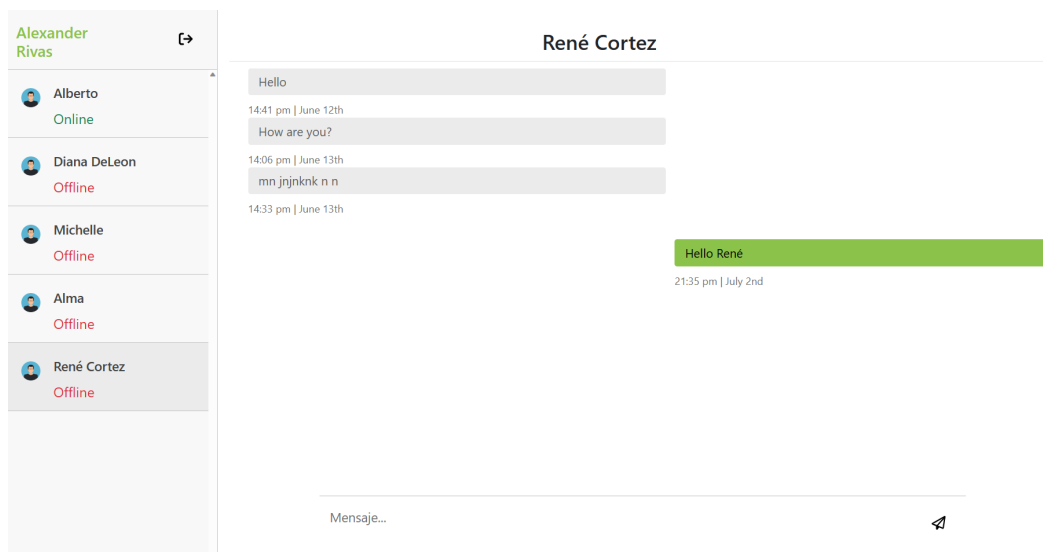 Alexander
Rivas
Alberto
Online
Diana DeLeon
Offline
Michelle
Offline
Alma
Offline
René Cortez
Offline
René Cortez
Hello
14:41 pm | June 12th
How are you?
14:06 pm | June 13th
mn jnjnknk n n
14:33 pm | June 13th
Hello René
21:35 pm | July 2nd
Mensaje...